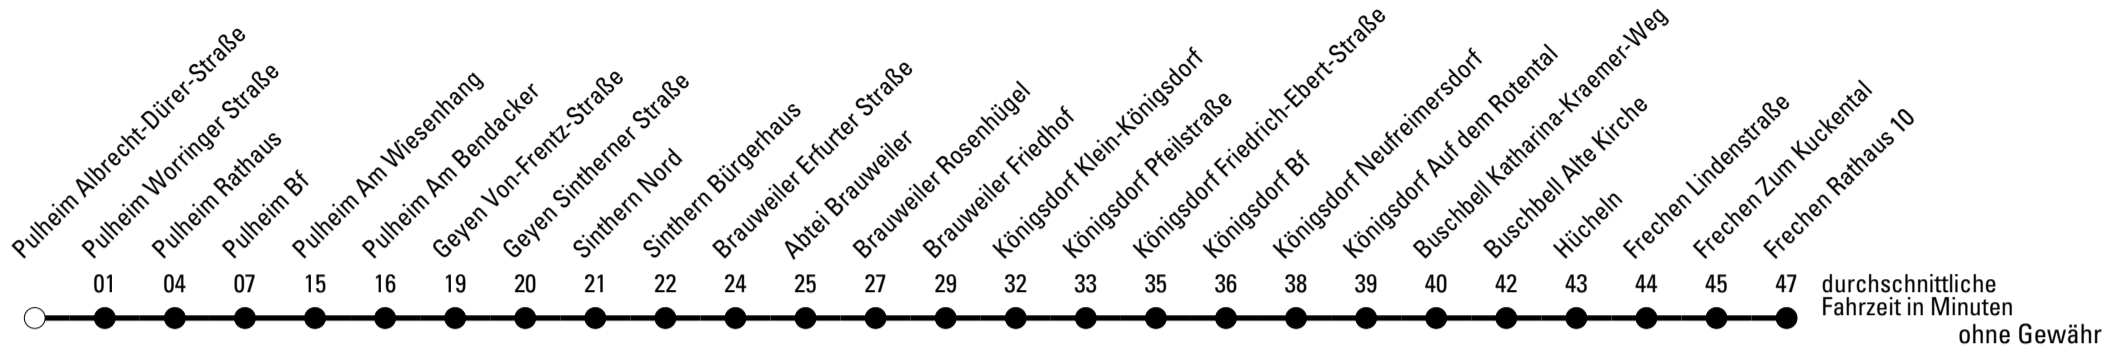 Pulheim Albrecht-Dürer-Straße
Pulheim Worringer Straße
Pulheim Rathaus
Pulheim Bf
Pulheim Am Wiesenhang
Pulheim Am Bendacker
Geyen Von-Frentz-Straße
Geyen Sintherner Straße
Sinthern Nord
Sinthern Bürgerhaus
Brauweiler Erfurter Straße
Abtei Brauweiler
Brauweiler Rosenhügel
Brauweiler Friedhof
Königsdorf Klein-Königsdorf
Königsdorf Pfeilstraße
Königsdorf Friedrich-Ebert-Straße
Königsdorf Bf
Königsdorf Neufreimersdorf
Königsdorf Auf dem Rotental
Buschbell Katharina-Kraemer-Weg
Buschbell Alte Kirche
Hücheln
Frechen Lindenstraße
Frechen Zum Kuckental
Frechen Rathaus 10
01 04 07 15 16 19 20 21 22 24 25 27 29 32 33 35 36 38 39 40 42 43 44 45 47 durchschnittliche
Fahrzeit in Minuten
ohne Gewähr